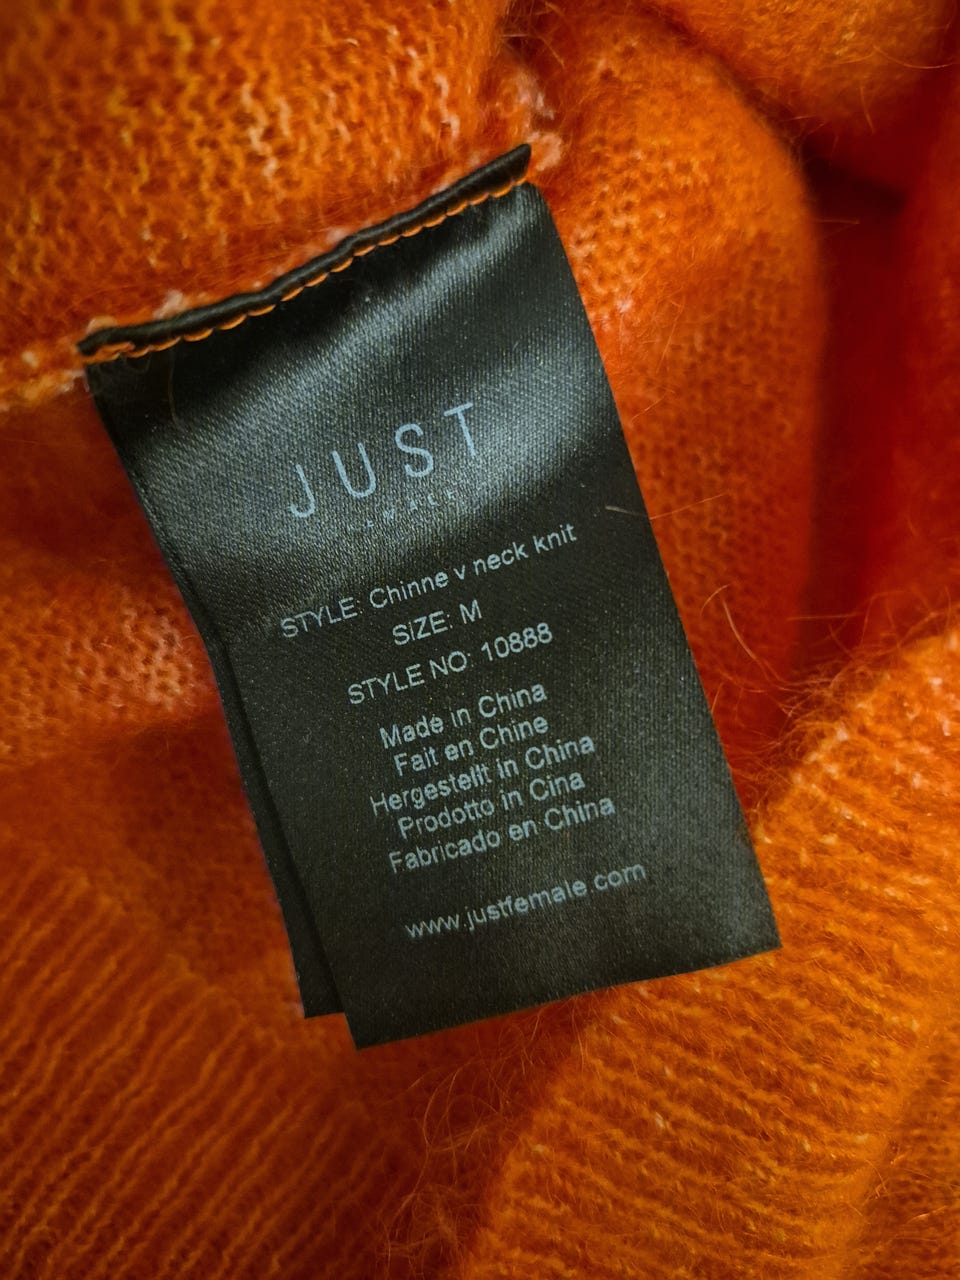 JUST
FEMALE
STYLE: Chinne v neck knit
SIZE: M
STYLE NO: 10888
Made in China
Fait en Chine
Hergestellt in China
Prodotto in Cina
Fabricado en China
www.justfemale.com